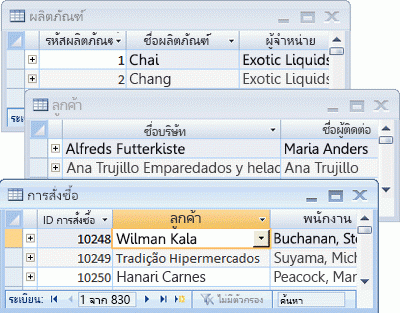 ผลิตภัณฑ์
รหัสผลิตภัณฑ์ ชื่อผลิตภัณฑ์ ผู้จำหน่าย
1 Chai Exotic Liquids
2 Chang Exotic Liquids
ระเบ
ลูกค้า
ชื่อบริษัท ชื่อผู้ติดต่อ
Alfreds Futterkiste Maria Anders
Ana Trujillo Emparedados y helad Ana Trujillo
การสั่งซื้อ
ID การสั่งซื้อ ลูกค้า พนักงาน
10248 Wilman Kala Buchanan, Ste
10249 Tradição Hipermercados Suyama, Mich
10250 Hanari Carnes Peacock, Mar
ระเบียน: 1 จาก 830 ไม่มีตัวกรอง ค้นหา